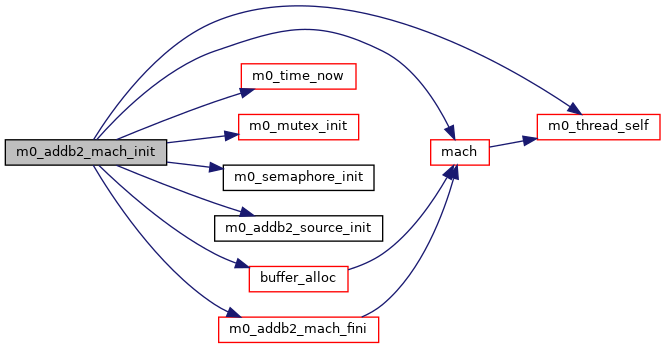 m0_addb2_mach_init
m0_time_now
m0_mutex_init
m0_semaphore_init
m0_addb2_source_init
buffer_alloc
m0_addb2_mach_fini
mach
m0_thread_self